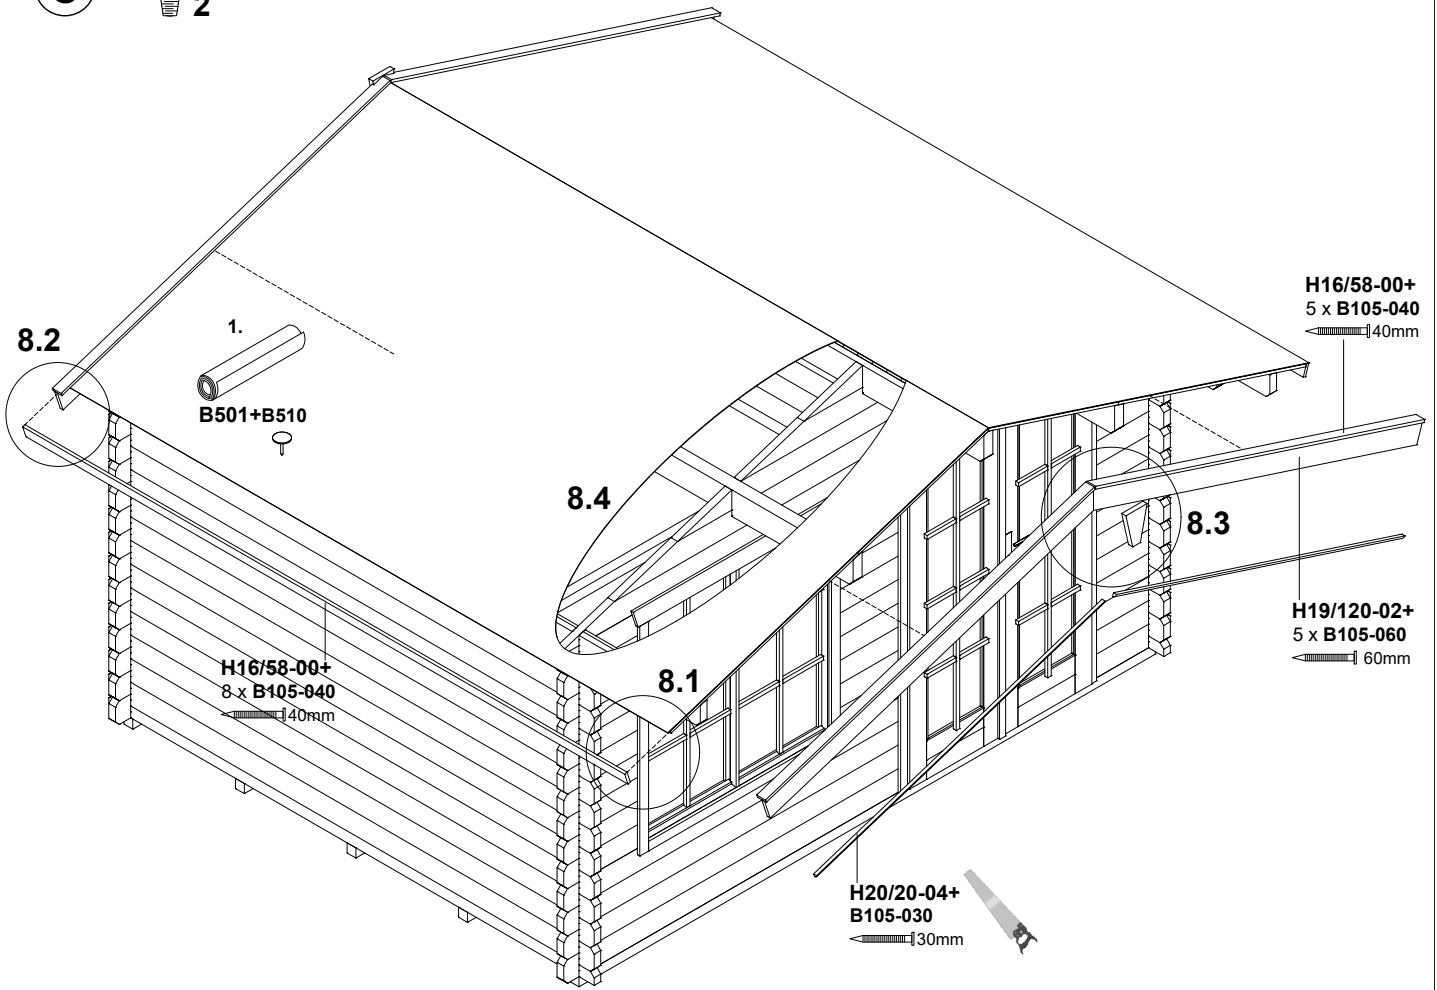 2
H16/58-00+
5 x B105-040
40mm
8.2
1.
B501+B510
8.4
8.3
H19/120-02+
5 x B105-060
60mm
H16/58-00+
8 x B105-040
40mm
8.1
H20/20-04+
B105-030
30mm